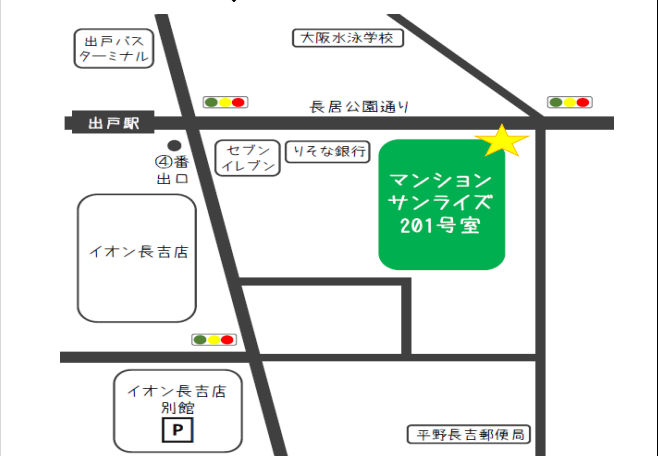 出戸バス
ターミナル
大阪水泳学校
長居公園通り
出戸駅
④番
出口
セブン
イレブン
りそな銀行
マンション
サンライズ
201号室
イオン長吉店
イオン長吉店
別館
P
平野長吉郵便局